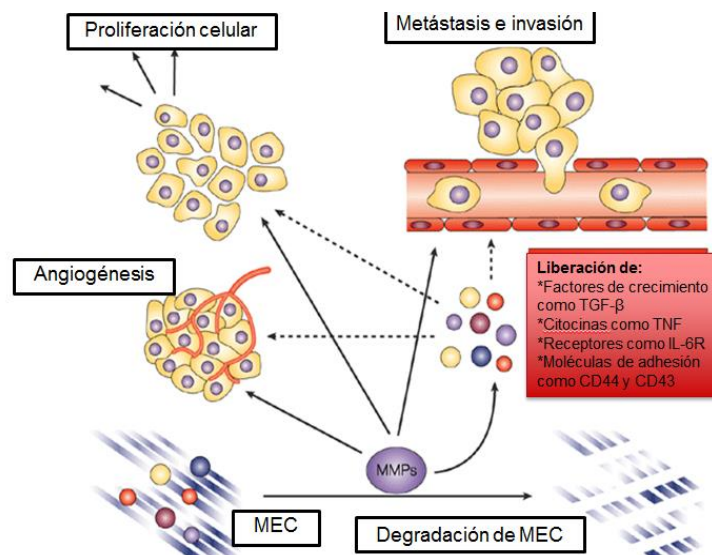 Proliferación celular
Metástasis e invasión
Angiogénesis
Liberación de:
*Factores de crecimiento
como TGF-β
*Citocinas como TNF
*Receptores como IL-6R
*Moléculas de adhesión
como CD44 y CD43
MMPs
MEC
Degradación de MEC